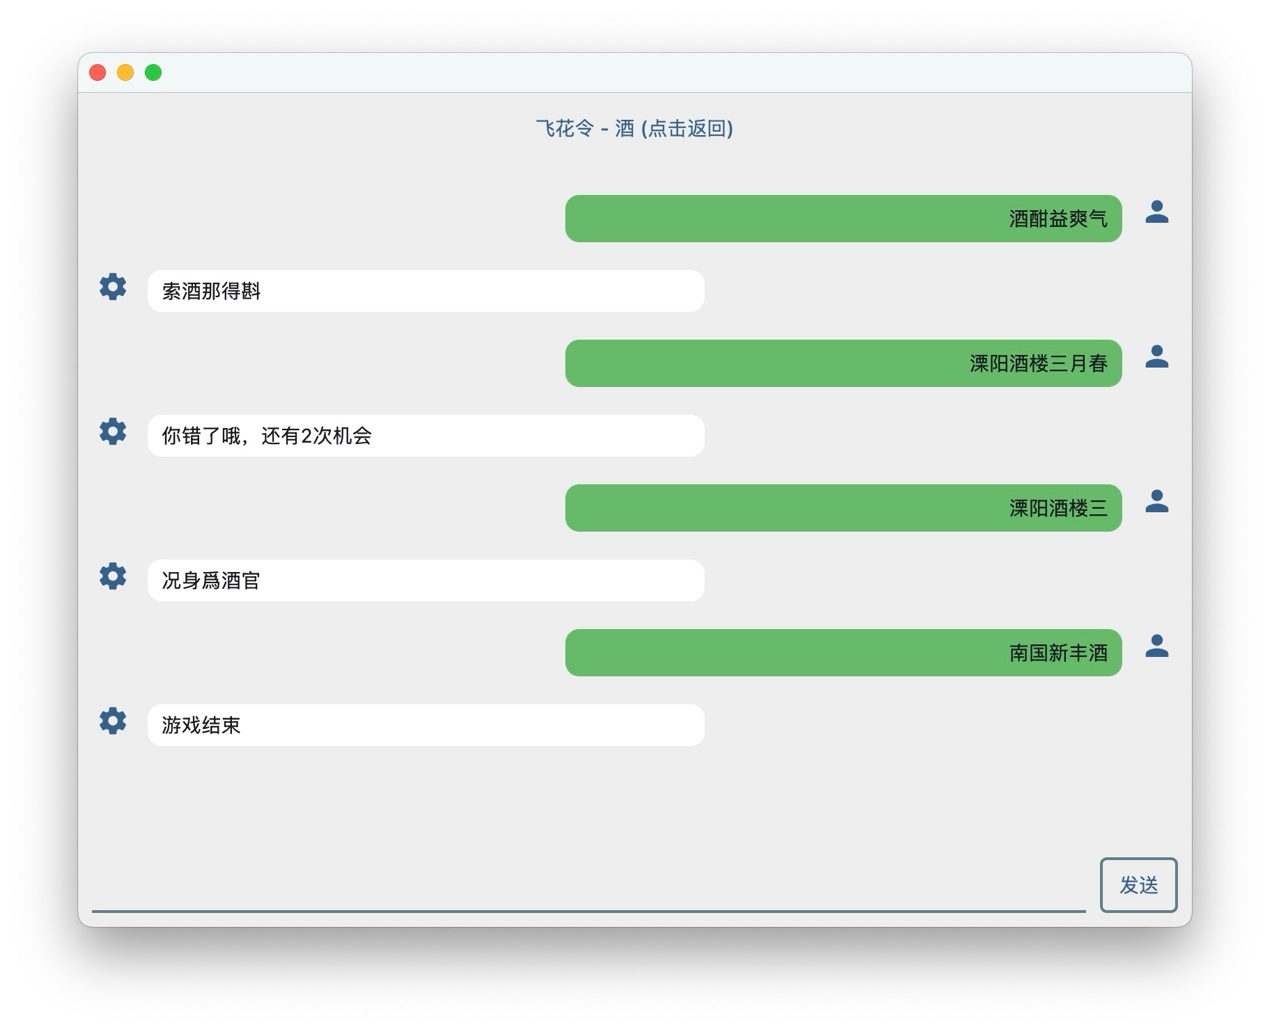 飞花令 - 酒 (点击返回)
酒酣益爽气
索酒那得斟
溧阳酒楼三月春
你错了哦，还有2次机会
溧阳酒楼三
况身爲酒官
南国新丰酒
游戏结束
发送